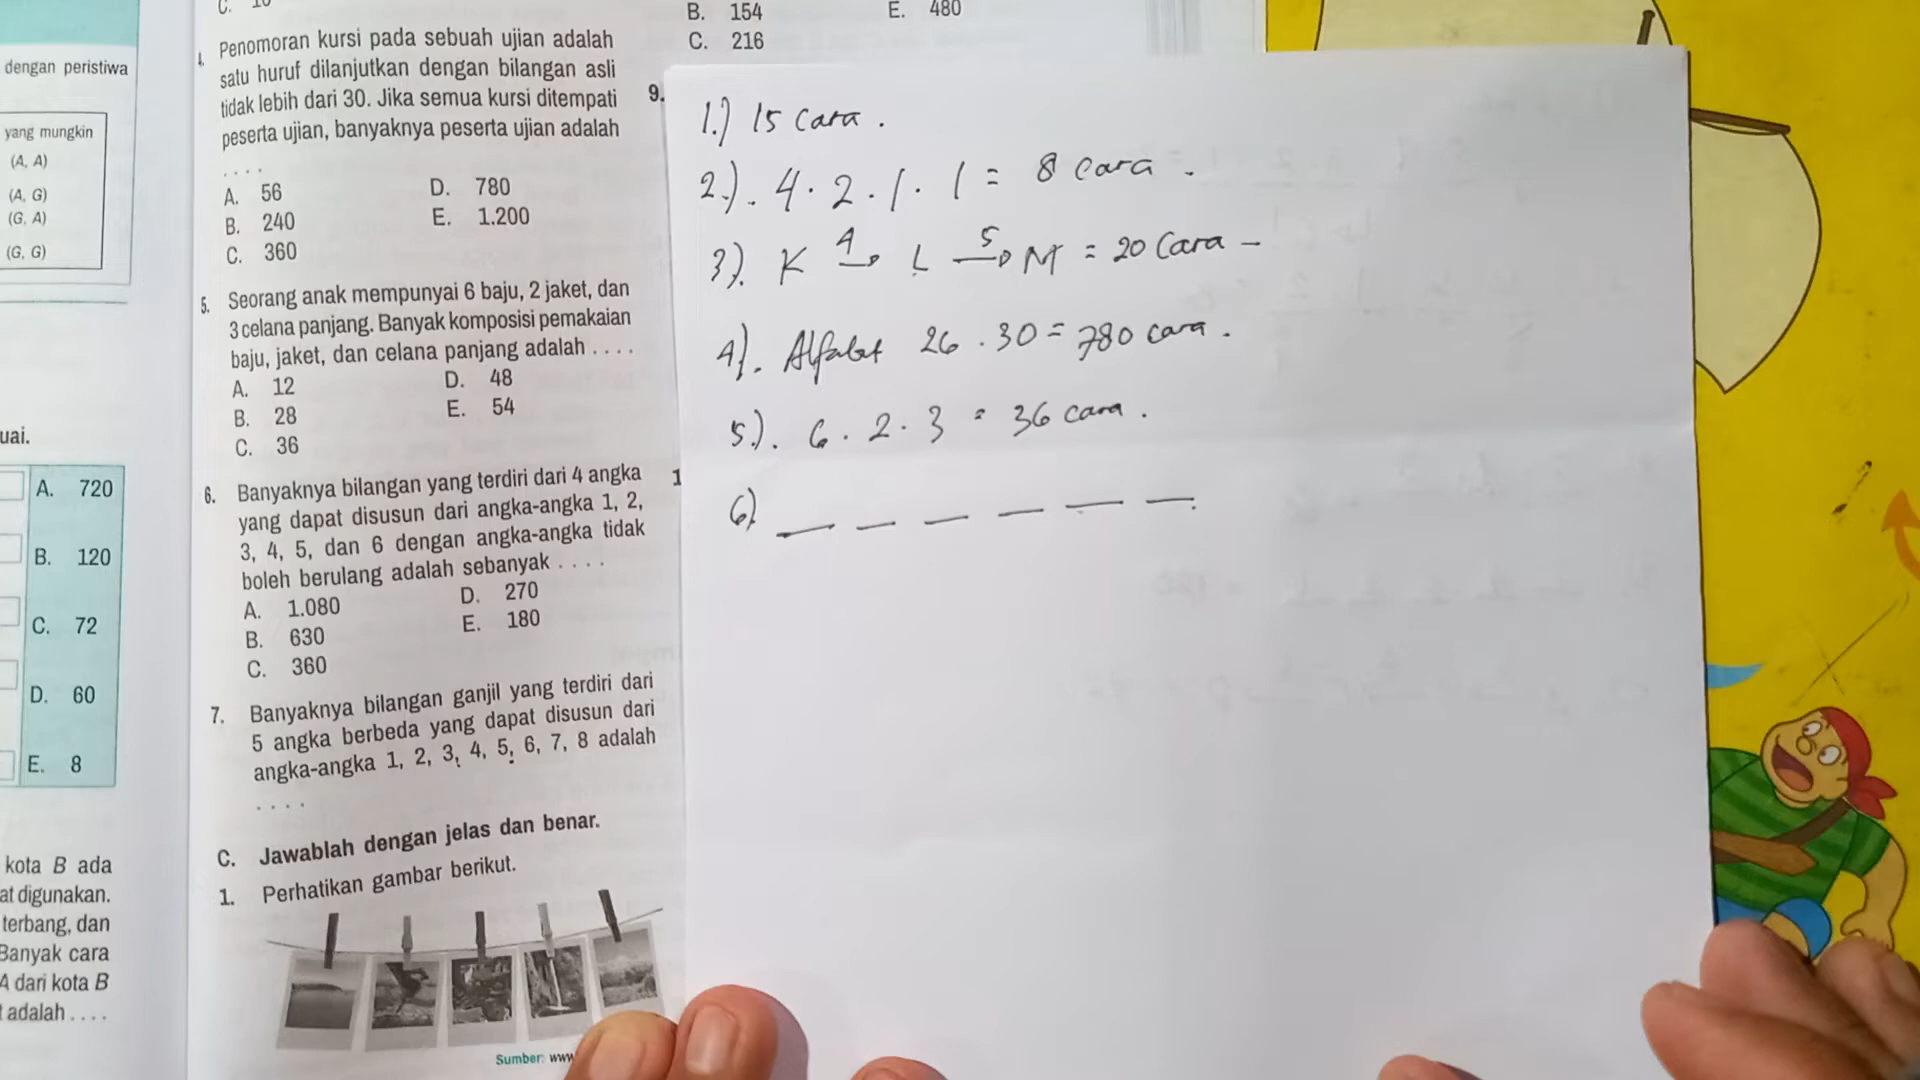 dengan peristiwa
yang mungkin
(A, A)
(A, G)
(G, A)
(G, G)
uai.
A. 720
B. 120
C. 72
D. 60
E. 8
kota B ada
at digunakan.
terbang, dan
Banyak cara
A dari kota B
adalah . . . .
4. Penomoran kursi pada sebuah ujian adalah
satu huruf dilanjutkan dengan bilangan asli
tidak lebih dari 30. Jika semua kursi ditempati
peserta ujian, banyaknya peserta ujian adalah
. . . .
A. 56
D. 780
B. 240
E. 1.200
C. 360
5. Seorang anak mempunyai 6 baju, 2 jaket, dan
3 celana panjang. Banyak komposisi pemakaian
baju, jaket, dan celana panjang adalah . . . .
A. 12
D. 48
B. 28
E. 54
C. 36
6. Banyaknya bilangan yang terdiri dari 4 angka
yang dapat disusun dari angka-angka 1, 2,
3, 4, 5, dan 6 dengan angka-angka tidak
boleh berulang adalah sebanyak . . . .
A. 1.080
D. 270
B. 630
E. 180
C. 360
7. Banyaknya bilangan ganjil yang terdiri dari
5 angka berbeda yang dapat disusun dari
angka-angka 1, 2, 3, 4, 5, 6, 7, 8 adalah
. . . .
C. Jawablah dengan jelas dan benar.
1. Perhatikan gambar berikut.
Sumber: www
B. 154
E. 480
C. 216
9.
1
1.) 15 cara.
2.). 4 . 2 . 1 . 1 = 8 cara.
3). K 4→ L 5→ M = 20 Cara -
4). Alfabet 26 . 30 = 780 cara.
5). 6 . 2 . 3 = 36 cara.
6) _ _ _ _ _ _